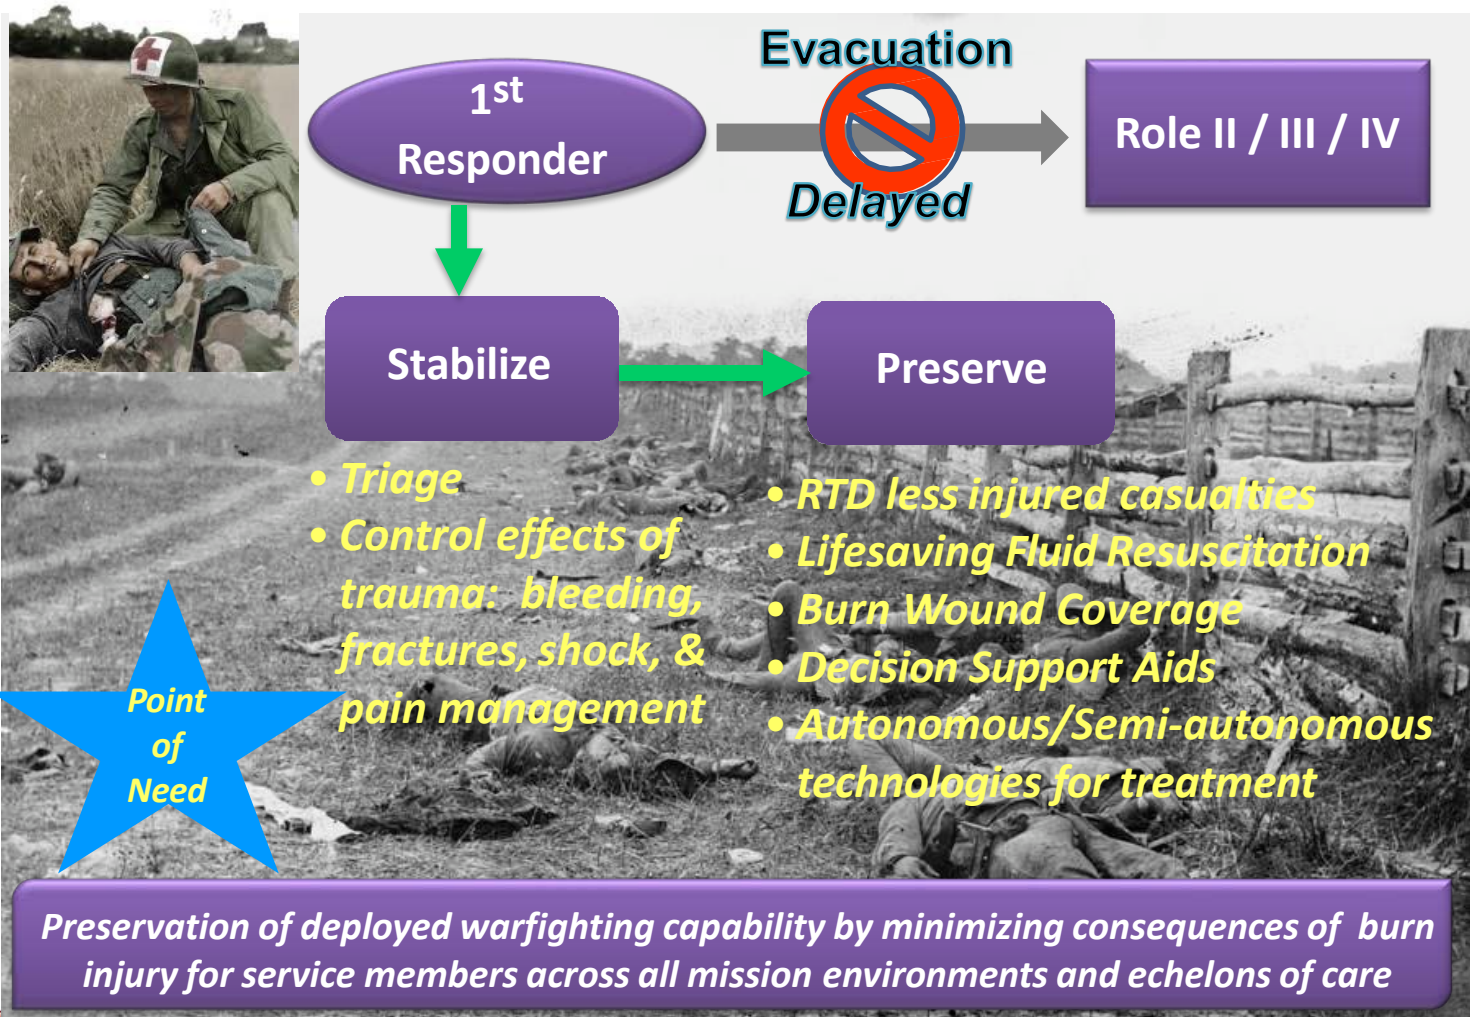 1st
Responder
Evacuation
Delayed
Role II / III / IV
Stabilize
Preserve
• Triage
• Control effects of
trauma:  bleeding,
fractures, shock, &
pain management
• RTD less injured casualties
• Lifesaving Fluid Resuscitation
• Burn Wound Coverage
• Decision Support Aids
• Autonomous/Semi-autonomous
technologies for treatment
Point
of
Need
Preservation of deployed warfighting capability by minimizing consequences of  burn
injury for service members across all mission environments and echelons of care